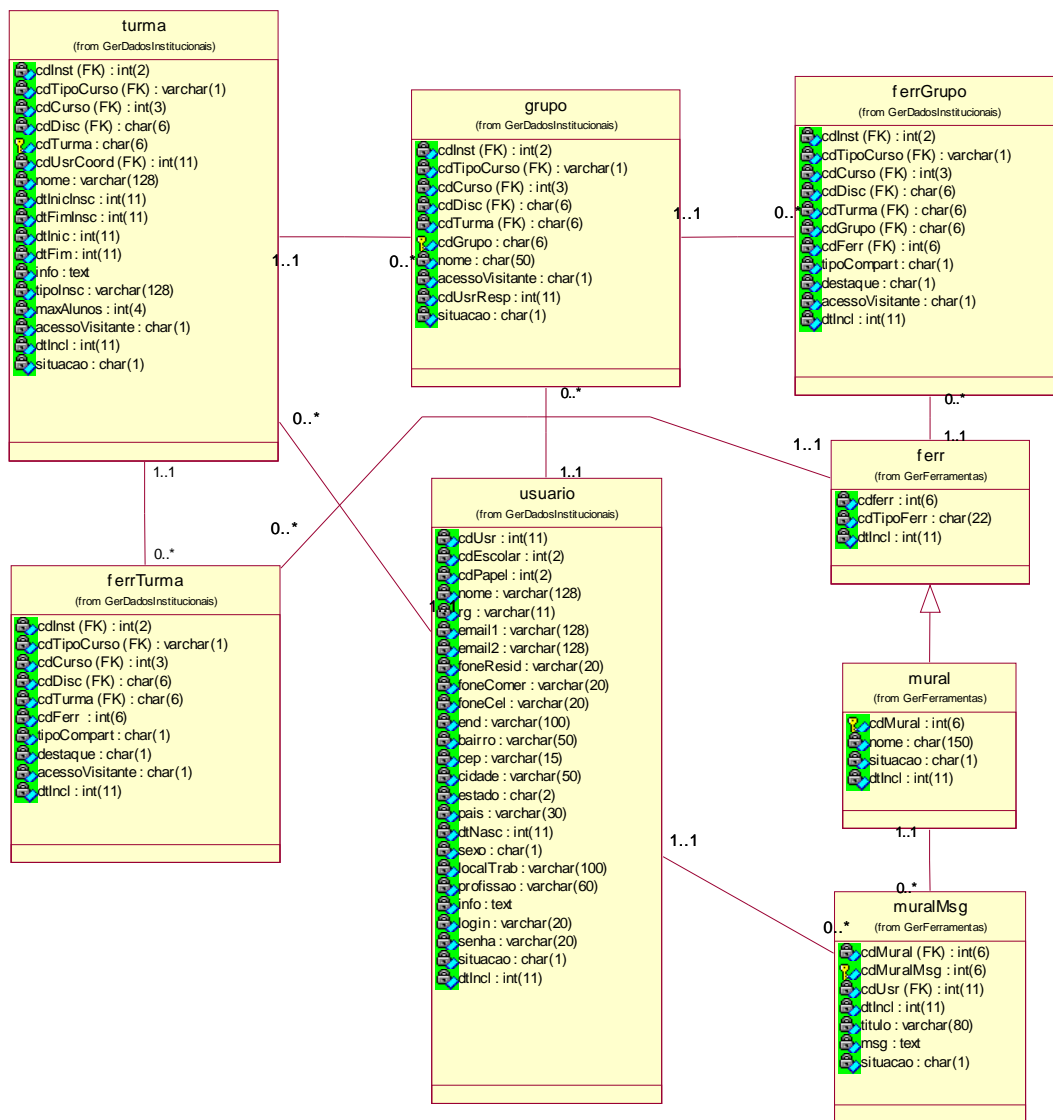 turma
(from GerDadosInstitucionais)
cdInst (FK) : int(2)
cdTipoCurso (FK) : varchar(1)
cdCurso (FK) : int(3)
cdDisc (FK) : char(6)
cdTurma : char(6)
cdUsrCoord (FK) : int(11)
nome : varchar(128)
dtInicInsc : int(11)
dtFimInsc : int(11)
dtInic : int(11)
dtFim : int(11)
info : text
tipoInsc : varchar(128)
maxAlunos : int(4)
acessoVisitante : char(1)
dtIncl : int(11)
situacao : char(1)
grupo
(from GerDadosInstitucionais)
cdInst (FK) : int(2)
cdTipoCurso (FK) : varchar(1)
cdCurso (FK) : int(3)
cdDisc (FK) : char(6)
cdTurma (FK) : char(6)
cdGrupo : char(6)
nome : char(50)
acessoVisitante : char(1)
cdUsrResp : int(11)
situacao : char(1)
ferrGrupo
(from GerDadosInstitucionais)
cdInst (FK) : int(2)
cdTipoCurso (FK) : varchar(1)
cdCurso (FK) : int(3)
cdDisc (FK) : char(6)
cdTurma (FK) : char(6)
cdGrupo (FK) : char(6)
cdFerr (FK) : int(6)
tipoCompart : char(1)
destaque : char(1)
acessoVisitante : char(1)
dtIncl : int(11)
1..1
0..*
1..1
0..*
0..*
1..1
0..*
1..1
0..*
1..1
1..1
0..*
0..*
1..1
ferr
(from GerFerramentas)
cdferr : int(6)
cdTipoFerr : char(22)
dtIncl : int(11)
usuario
(from GerDadosInstitucionais)
cdUsr : int(11)
cdEscolar : int(2)
cdPapel : int(2)
nome : varchar(128)
rg : varchar(11)
email1 : varchar(128)
email2 : varchar(128)
foneResid : varchar(20)
foneComer : varchar(20)
foneCel : varchar(20)
end : varchar(100)
bairro : varchar(50)
cep : varchar(15)
cidade : varchar(50)
estado : char(2)
pais : varchar(30)
dtNasc : int(11)
sexo : char(1)
localTrab : varchar(100)
profissao : varchar(60)
info : text
login : varchar(20)
senha : varchar(20)
situacao : char(1)
dtIncl : int(11)
ferrTurma
(from GerDadosInstitucionais)
cdInst (FK) : int(2)
cdTipoCurso (FK) : varchar(1)
cdCurso (FK) : int(3)
cdDisc (FK) : char(6)
cdTurma (FK) : char(6)
cdFerr : int(6)
tipoCompart : char(1)
destaque : char(1)
acessoVisitante : char(1)
dtIncl : int(11)
mural
(from GerFerramentas)
cdMural : int(6)
nome : char(150)
situacao : char(1)
dtIncl : int(11)
1..1
0..*
1..1
0..*
muralMsg
(from GerFerramentas)
cdMural (FK) : int(6)
cdMuralMsg : int(6)
cdUsr (FK) : int(11)
dtIncl : int(11)
titulo : varchar(80)
msg : text
situacao : char(1)